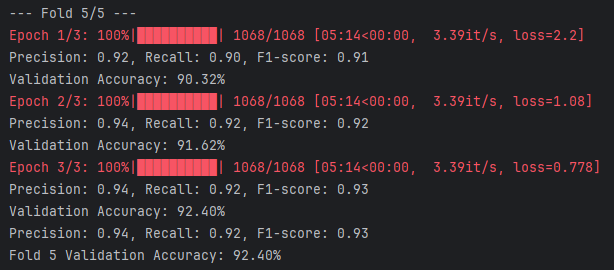 --- Fold 5/5 ---
Epoch 1/3: 100%|██████████| 1068/1068 [05:14<00:00,  3.39it/s, loss=2.2]
Precision: 0.92, Recall: 0.90, F1-score: 0.91
Validation Accuracy: 90.32%
Epoch 2/3: 100%|██████████| 1068/1068 [05:14<00:00,  3.39it/s, loss=1.08]
Precision: 0.94, Recall: 0.92, F1-score: 0.92
Validation Accuracy: 91.62%
Epoch 3/3: 100%|██████████| 1068/1068 [05:14<00:00,  3.39it/s, loss=0.778]
Precision: 0.94, Recall: 0.92, F1-score: 0.93
Validation Accuracy: 92.40%
Precision: 0.94, Recall: 0.92, F1-score: 0.93
Fold 5 Validation Accuracy: 92.40%